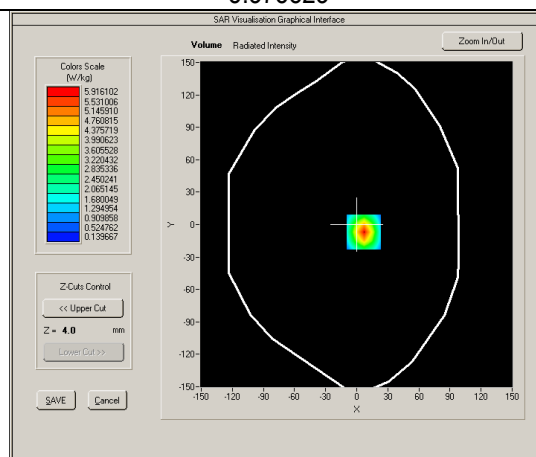 SAR Visualisation Graphical Interface
Volume Radiated Intensity
Zoom In/Out
Colors Scale
(W/kg)
5.916102
5.531006
5.145910
4.760815
4.375719
3.990623
3.605528
3.220432
2.835336
2.450241
2.065145
1.680049
1.294954
0.909858
0.524762
0.139667
Z-Cuts Control
<< Upper Cut
Z = 4.0 mm
Lower Cut >>
SAVE Cancel
150
120
90
60
30
0
-30
-60
-90
-120
-150
Y
-150 -120 -90 -60 -30 0 30 60 90 120 150
X